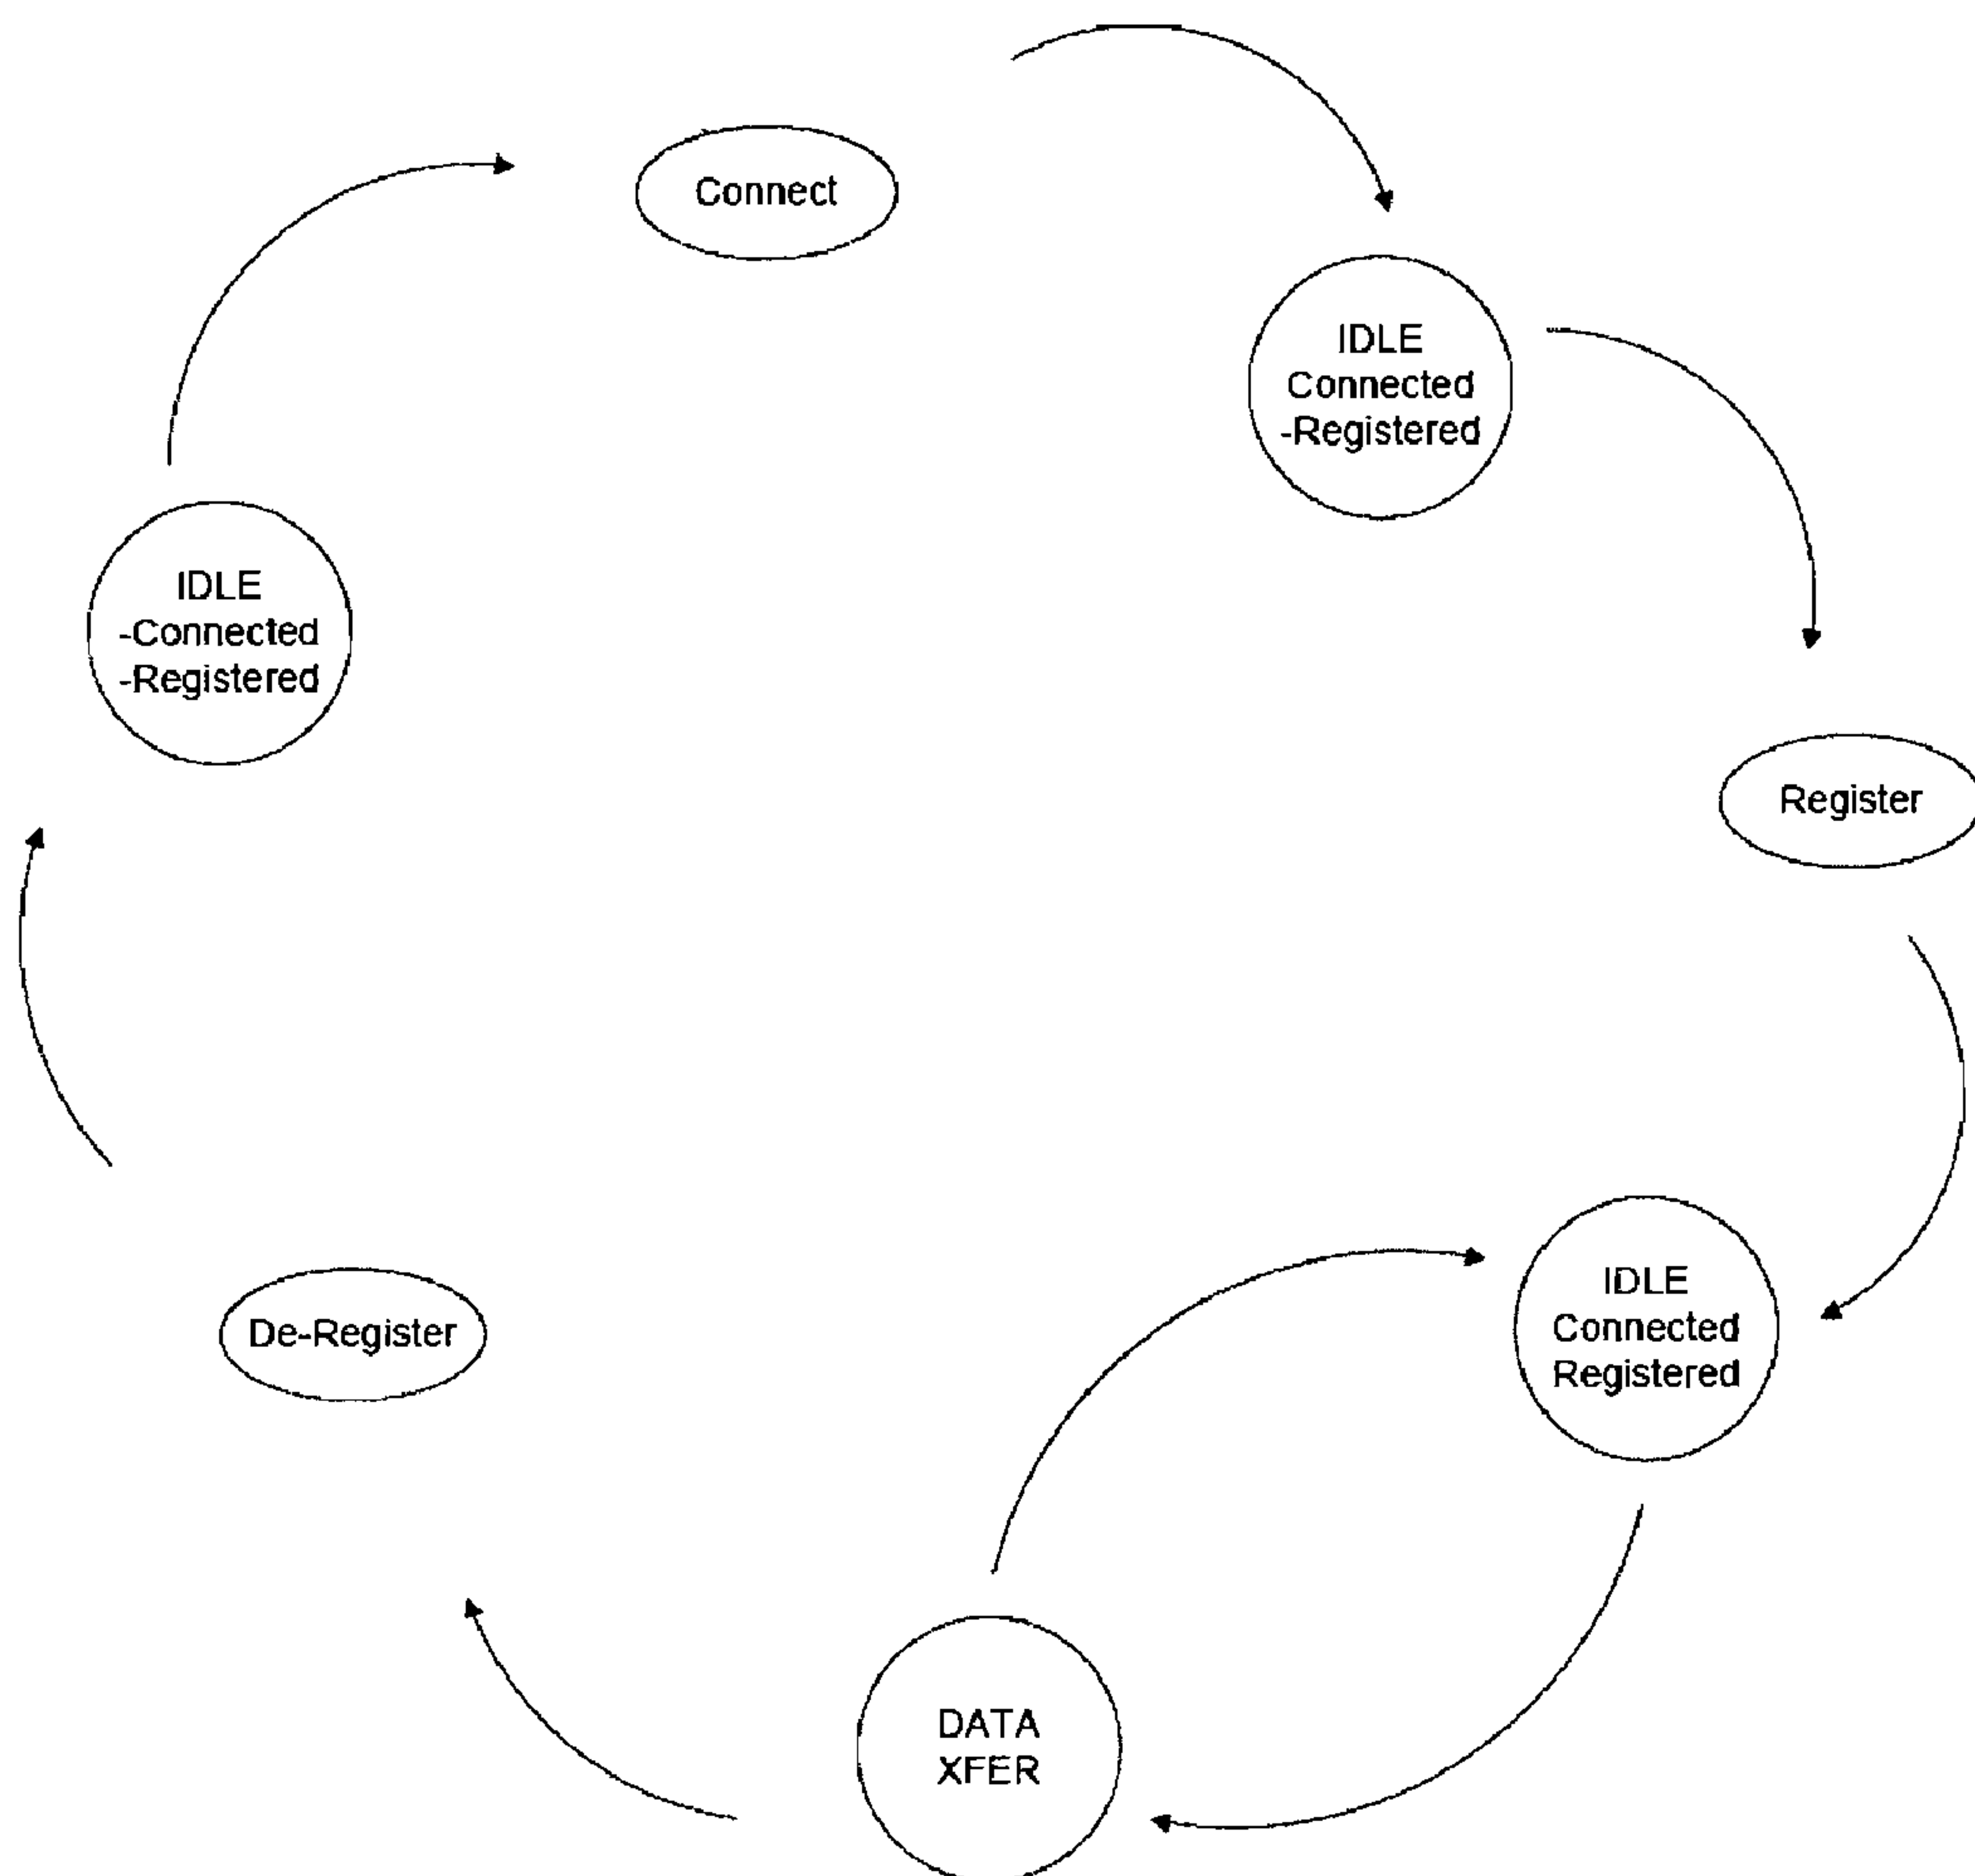 Connect
IDLE
Connected
-Registered
IDLE
-Connected
-Registered
Register
IDLE
Connected
Registered
De-Register
DATA
XFER